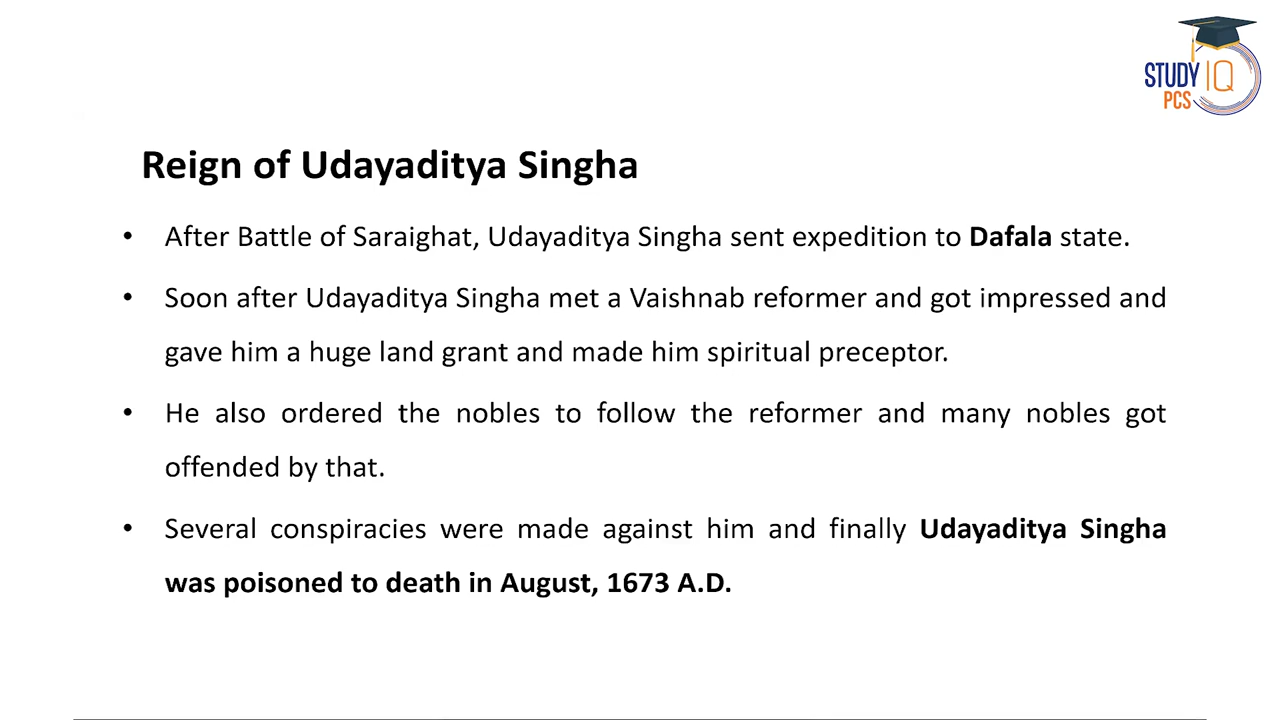 STUDY IQ
PCS
Reign of Udayaditya Singha
• After Battle of Saraighat, Udayaditya Singha sent expedition to Dafala state.
• Soon after Udayaditya Singha met a Vaishnab reformer and got impressed and
gave him a huge land grant and made him spiritual preceptor.
• He also ordered the nobles to follow the reformer and many nobles got
offended by that.
• Several conspiracies were made against him and finally Udayaditya Singha
was poisoned to death in August, 1673 A.D.